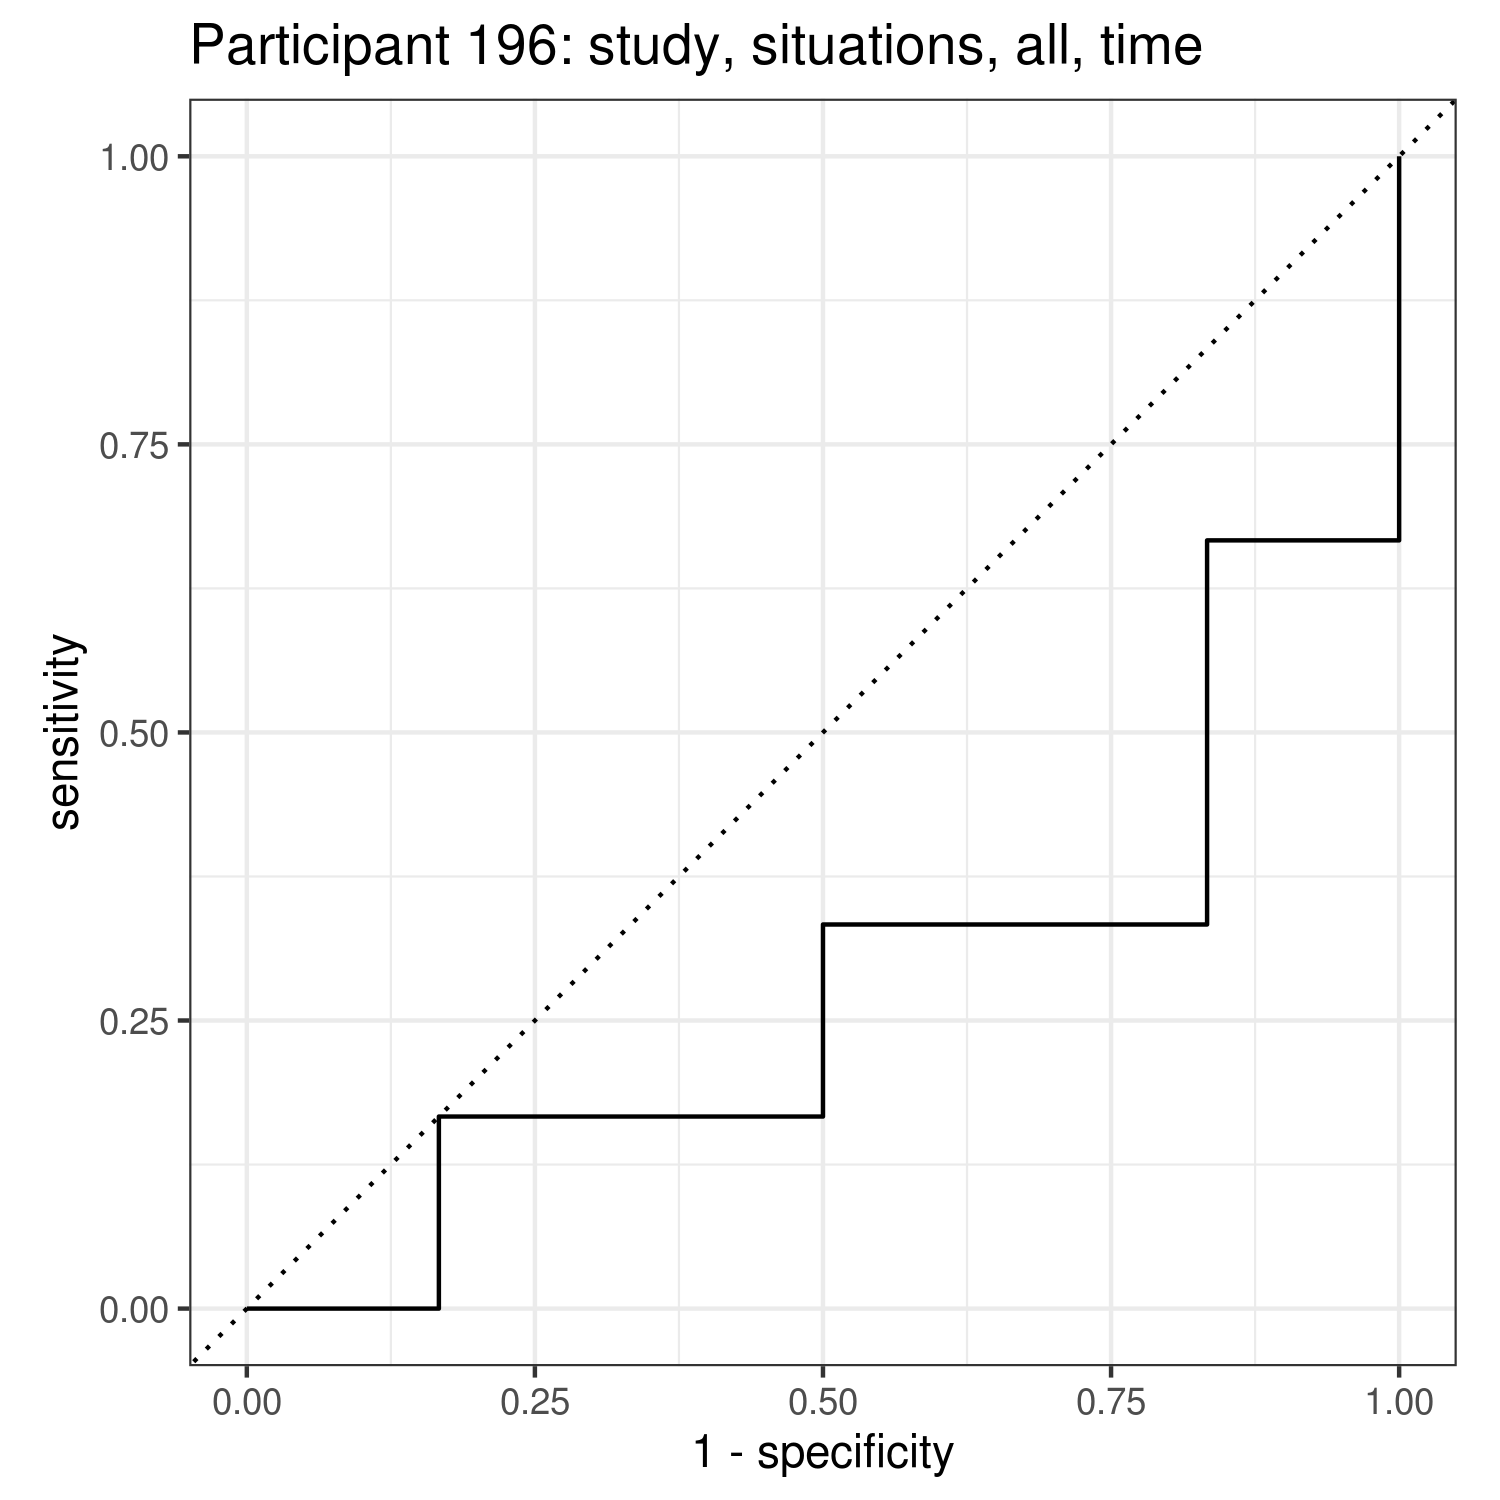 Participant 196: study, situations, all, time
1.00
0.75
0.50
0.25
0.00
sensitivity
0.00 0.25 0.50 0.75 1.00
1 - specificity